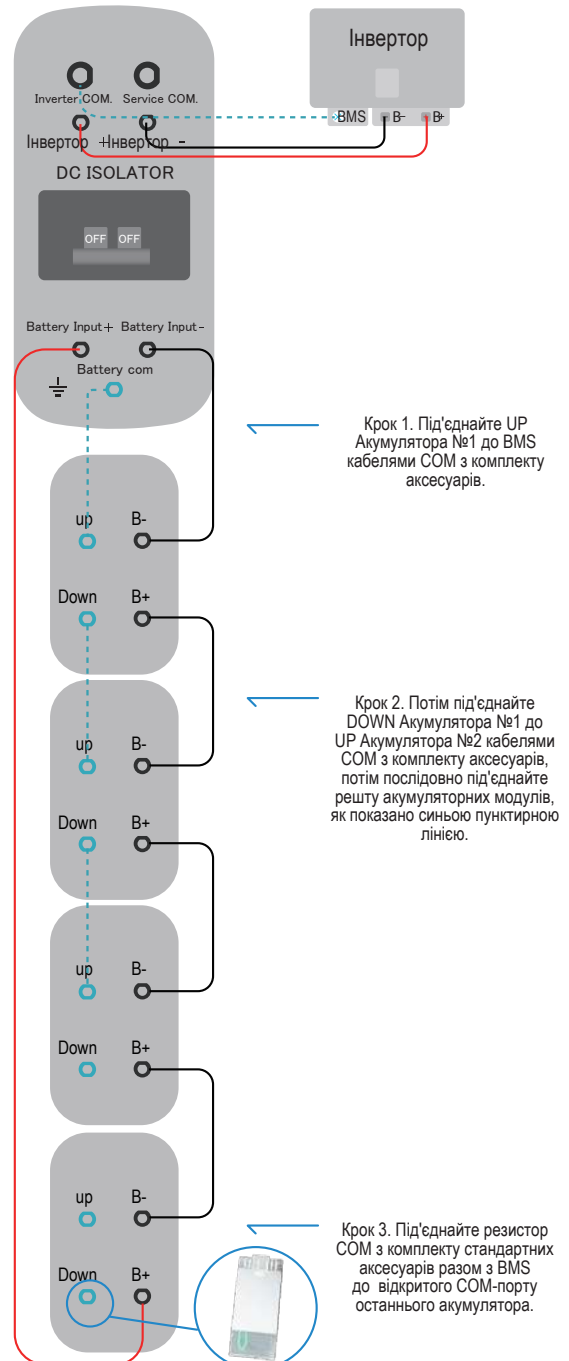 Інвертор
Inverter COM. Service COM.
BMS B- B+
Інвертор + Інвертор -
DC ISOLATOR
OFF OFF
Battery Input+ Battery Input-
Battery com
Крок 1. Під'єднайте UP
Акумулятора №1 до BMS
кабелями COM з комплекту
аксесуарів.
up B-
Down B+
Крок 2. Потім під'єднайте
DOWN Акумулятора №1 до
UP Акумулятора №2 кабелями
COM з комплекту аксесуарів,
потім послідовно під'єднайте
решту акумуляторних модулів,
як показано синьою пунктирною
лінією.
up B-
Down B+
up B-
Down B+
up B-
Down B+
Крок 3. Під'єднайте резистор
COM з комплекту стандартних
аксесуарів разом з BMS
до відкритого COM-порту
останнього акумулятора.